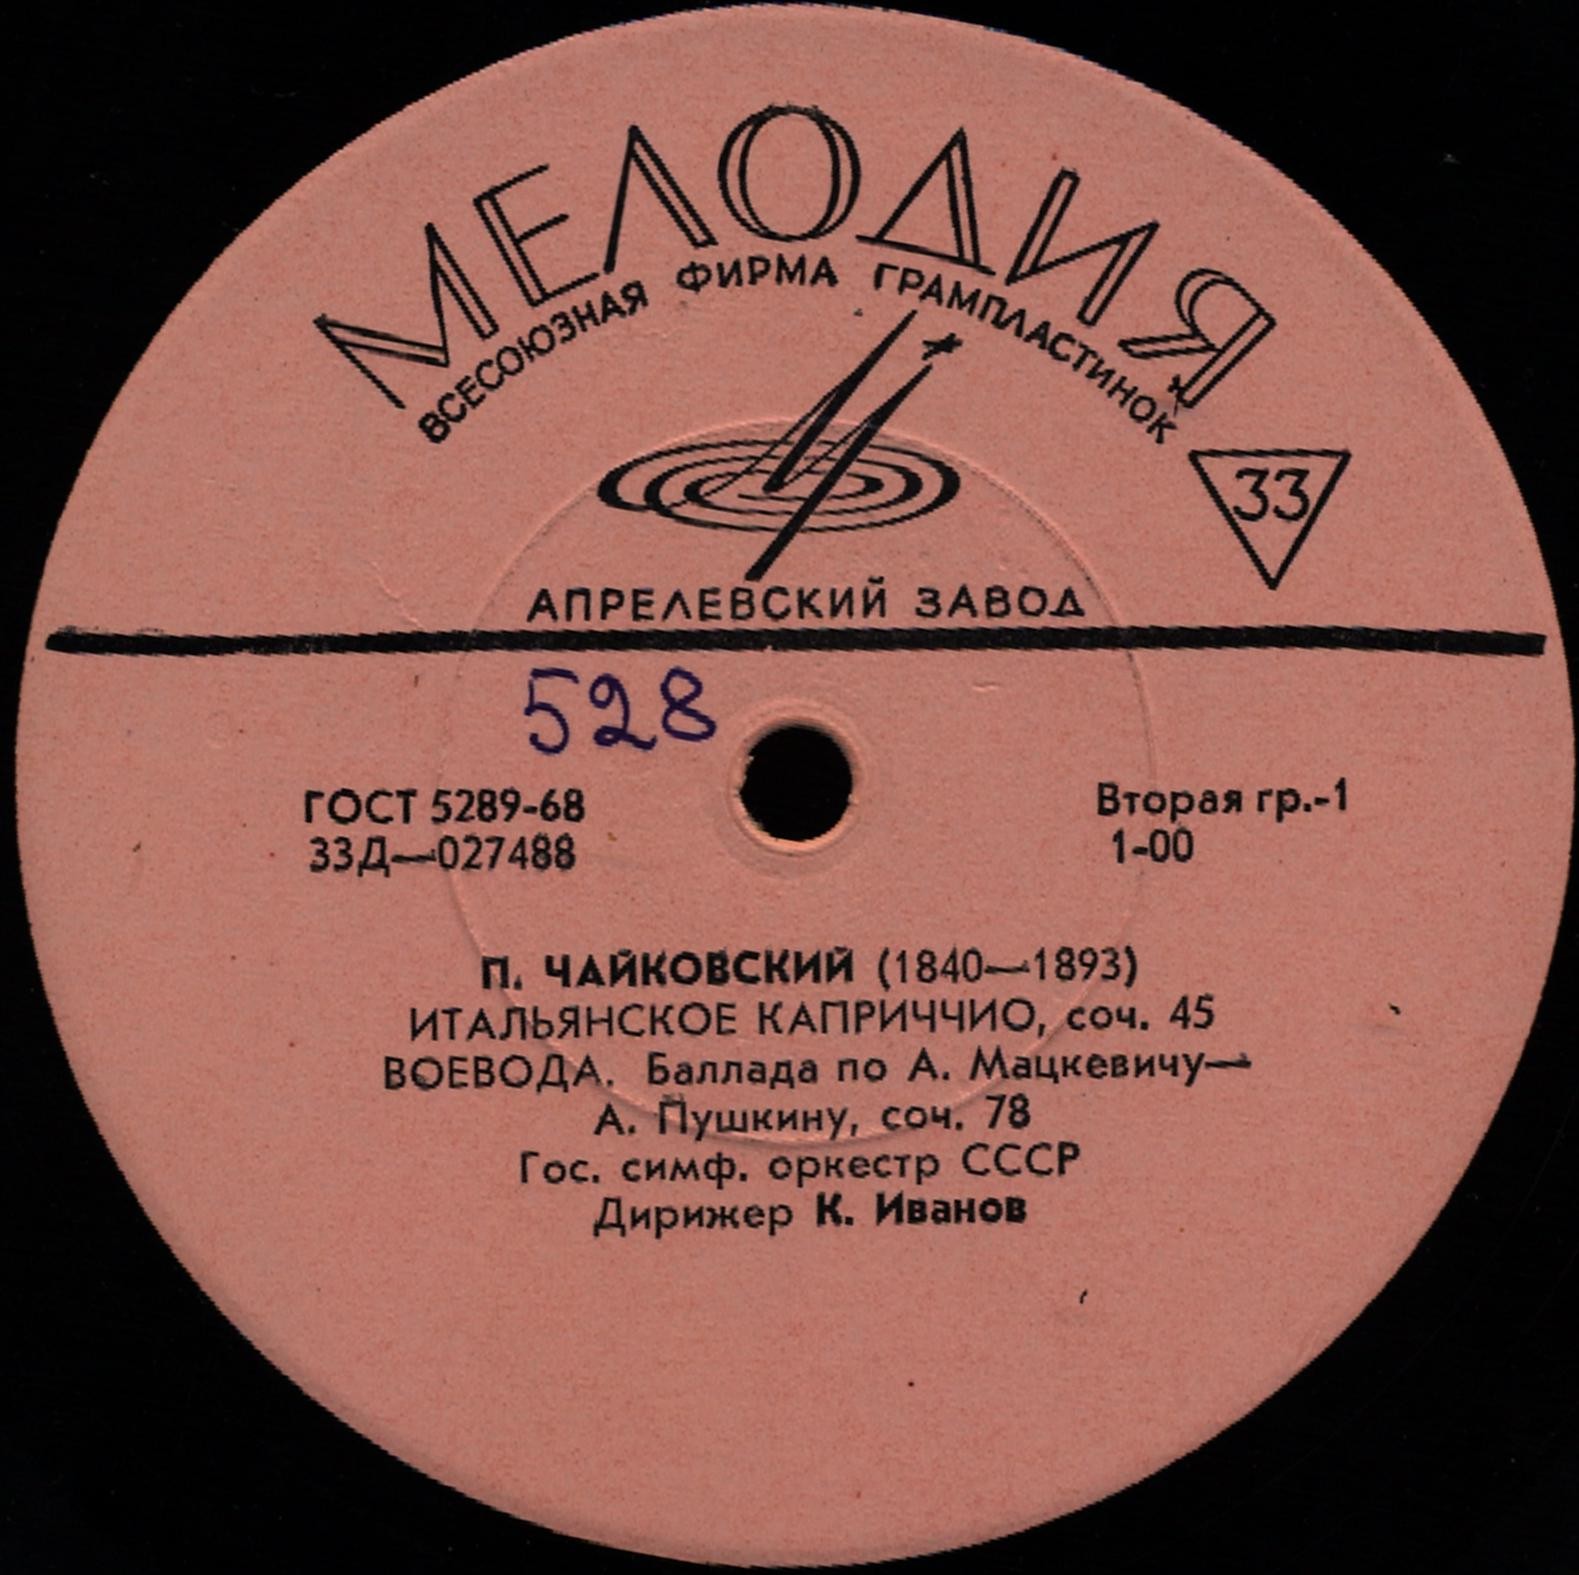 МЕЛОДИЯ
ВСЕСОЮЗНАЯ ФИРМА ГРАМПЛАСТИНОК
33
АПРЕЛЕВСКИЙ ЗАВОД
528
ГОСТ 5289-68
33Д—027488
Вторая гр.-1
1-00
П. ЧАЙКОВСКИЙ (1840—1893)
ИТАЛЬЯНСКОЕ КАПРИЧЧИО, соч. 45
ВОЕВОДА. Баллада по А. Мацкевичу—
А. Пушкину, соч. 78
Гос. симф. оркестр СССР
Дирижер К. Иванов